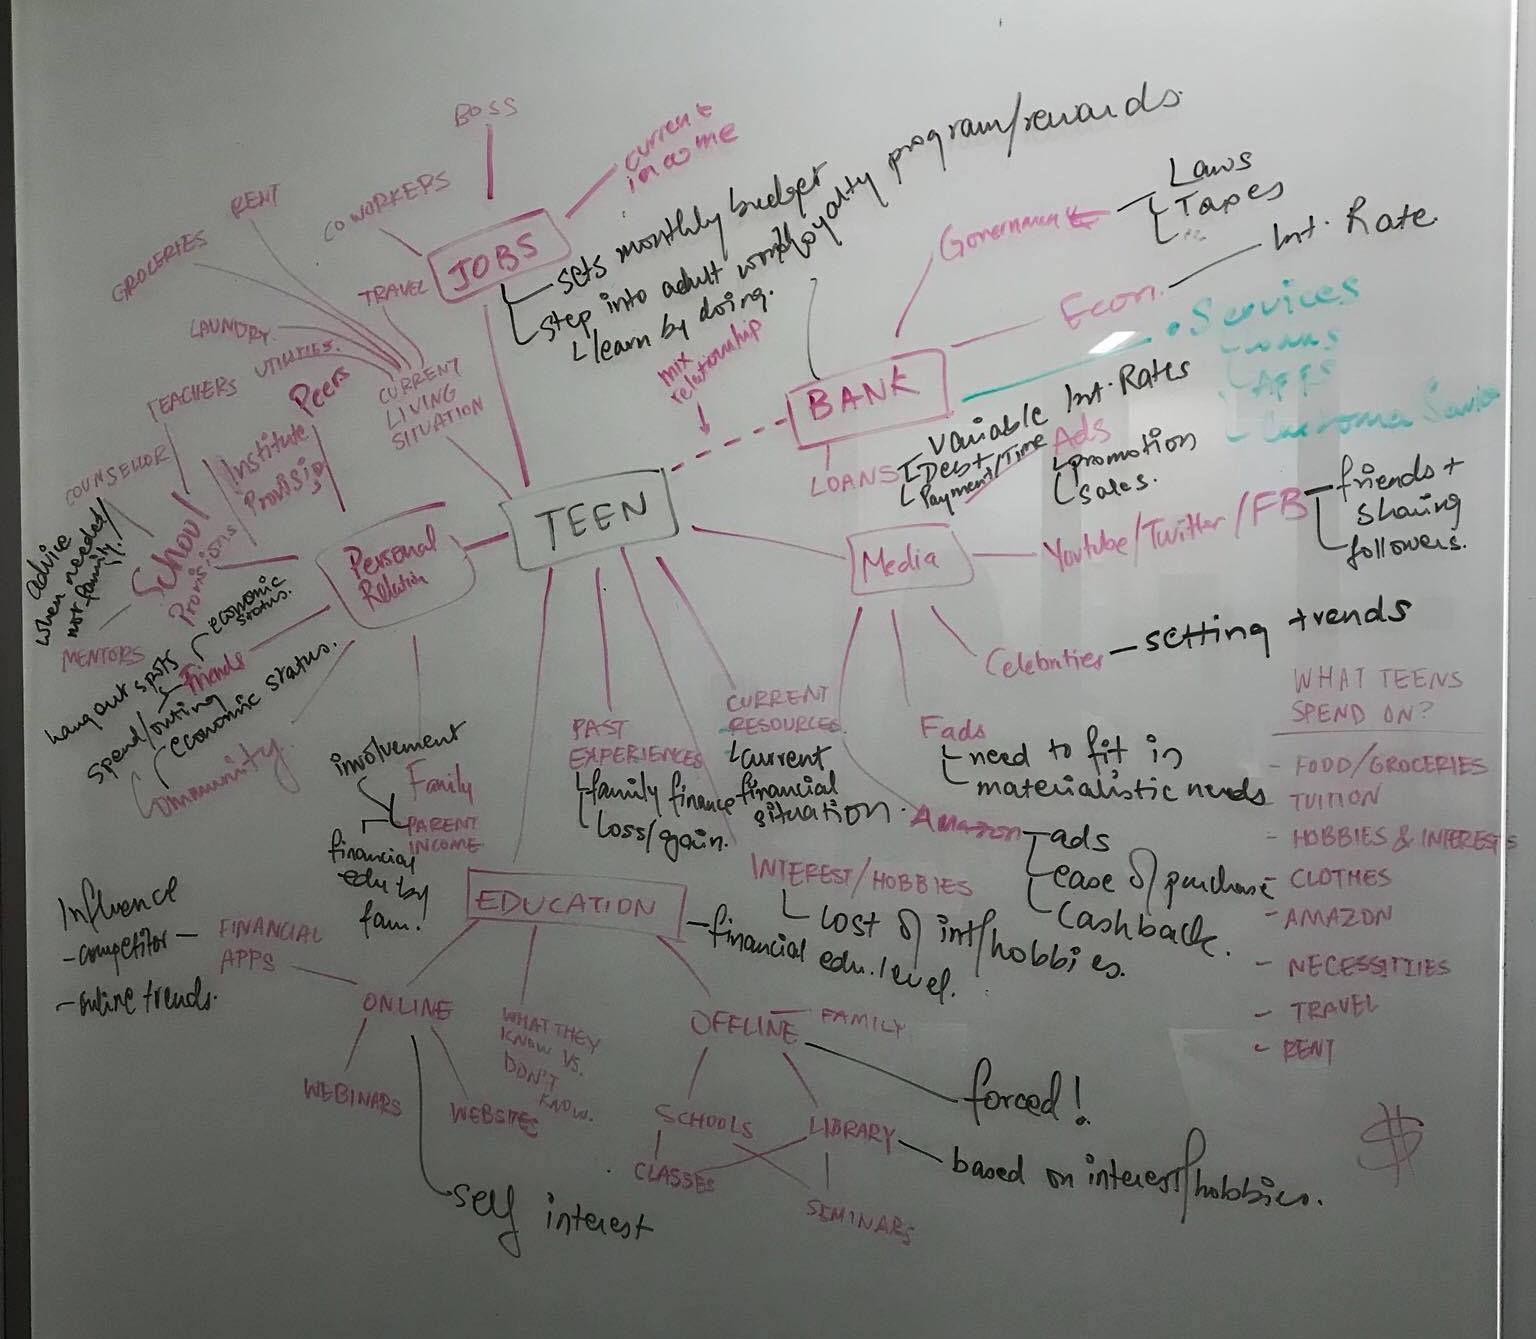 BOSS
current
income
COWORKERS
RENT
GROCERIES
JOBS
TRAVEL
sets monthly budget
step into adult world
learn by doing.
loyalty program/rewards.
Government
Laws
Taxes
Int. Rate.
Econ.
Services
Loans
APPS
Customer Service
LAUNDRY
UTILITIES.
CURRENT
LIVING
SITUATION
mix
relationship
BANK
LOANS
Variable Int. Rates
Debt
Payment/Time
Ads
promotion
Sales.
TEACHERS
Peers
Institute
COUNSELLOR
School
TEEN
Personal
Relation
advice
when needed/
not family.
MENTORS
economic
status.
Friends
hang out spots
spend/outing
economic status.
Community
Media
Youtube/Twitter/FB
friends +
sharing
followers.
Celebrities
setting trends
Fads
need to fit in
materialistic needs
Amazon
ads
ease of purchase
Cashback.
WHAT TEENS
SPEND ON?
- FOOD/GROCERIES
- TUITION
- HOBBIES & INTERESTS
- CLOTHES
- AMAZON
- NECESSITIES
- TRAVEL
- RENT
$
involvement
Family
PARENT
INCOME
financial
edu by
fam.
PAST
EXPERIENCES
family finance
loss/gain.
CURRENT
RESOURCES
current
financial
situation.
INTEREST/HOBBIES
Cost of int/hobbies.
EDUCATION
financial edu. level.
Influence
- competitor -
- online trends.
FINANCIAL
APPS
ONLINE
WEBINARS
WEBSITE
self interest
WHAT THEY
KNOW VS.
DON'T
KNOW.
OFFLINE
FAMILY
forced!
SCHOOLS
LIBRARY
based on interest/hobbies.
CLASSES
SEMINARS